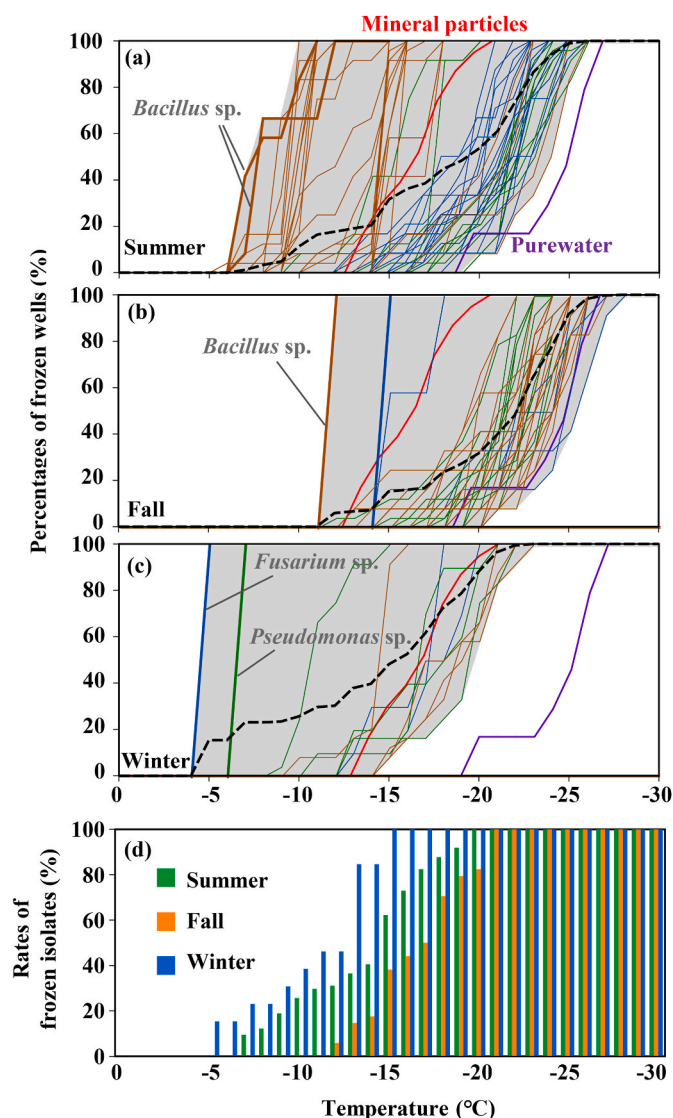 Mineral particles
100
(a)
80
Bacillus sp.
60
40
20
Summer
Purewater
0
100
(b)
80
Bacillus sp.
60
40
20
Fall
0
100
(c)
Fusarium sp.
80
60
Pseudomonas sp.
40
20
Winter
0
0 -5 -10 -15 -20 -25 -30
Percentages of frozen wells (%)
100
(d)
80
Summer
60
Fall
40
Winter
20
0
0 -5 -10 -15 -20 -25 -30
Rates of
frozen isolates (%)
Temperature (°C)